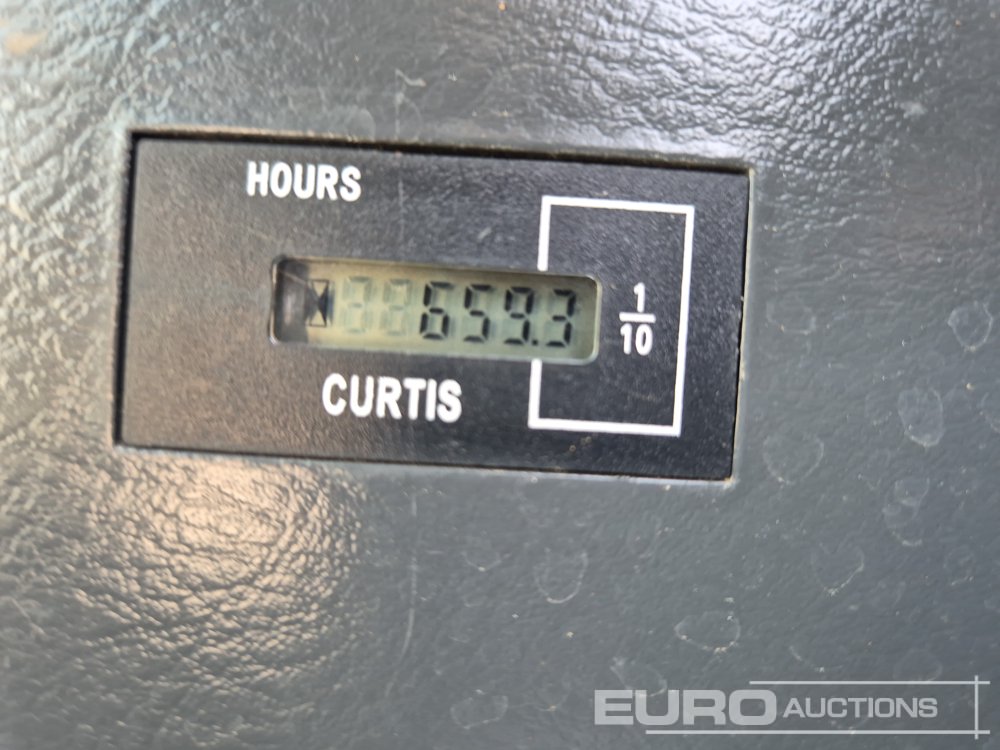 HOURS
659.3
1
10
CURTIS
EURO AUCTIONS